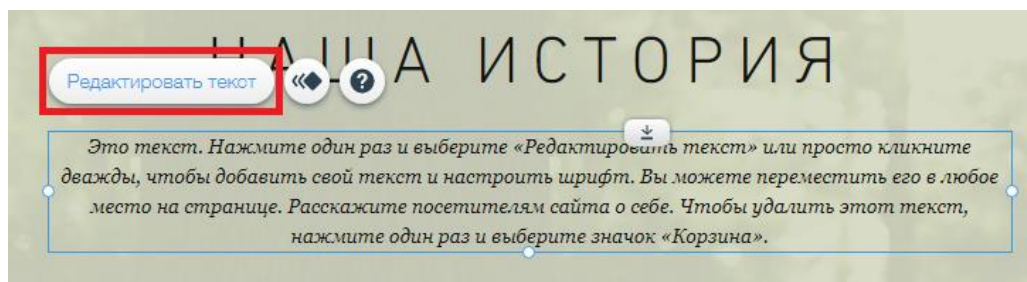 НАША ИСТОРИЯ
Редактировать текст
?
Это текст. Нажмите один раз и выберите «Редактировать текст» или просто кликните
дважды, чтобы добавить свой текст и настроить шрифт. Вы можете переместить его в любое
место на странице. Расскажите посетителям сайта о себе. Чтобы удалить этот текст,
нажмите один раз и выберите значок «Корзина».